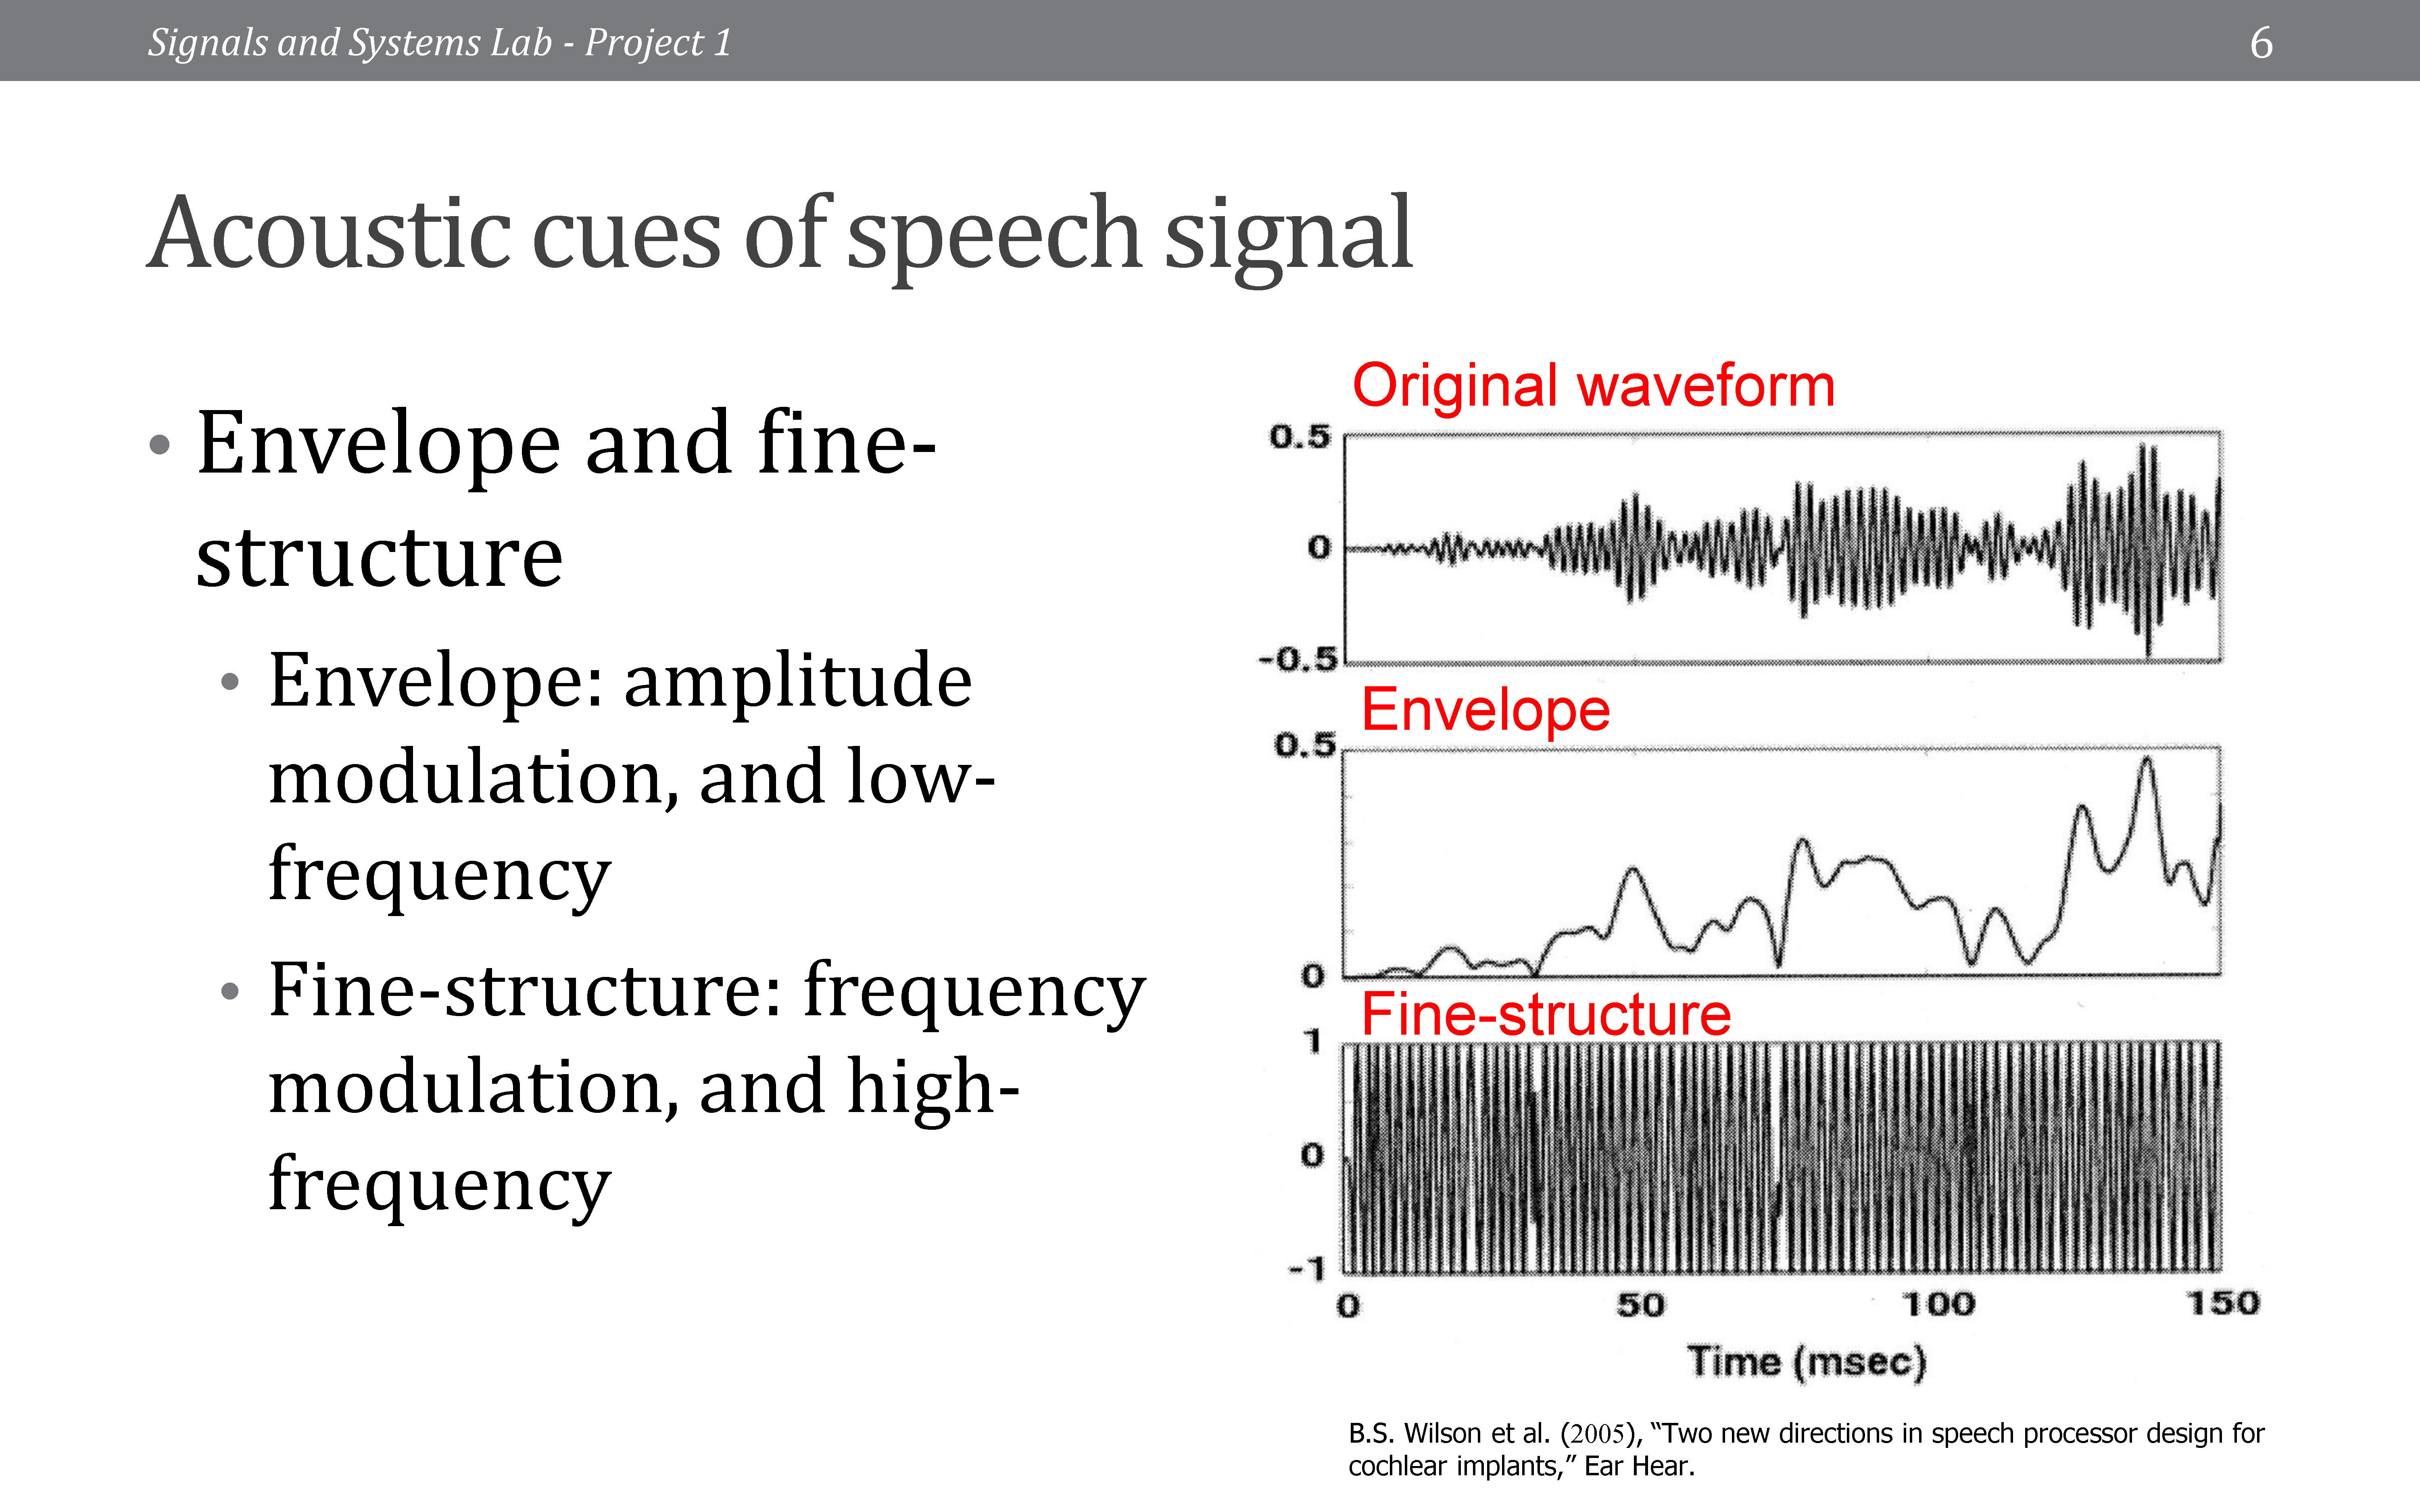 Signals and Systems Lab - Project 1
6
Acoustic cues of speech signal
• Envelope and fine-
structure
• Envelope: amplitude
modulation, and low-
frequency
• Fine-structure: frequency
modulation, and high-
frequency
Original waveform
0.5
0
-0.5
Envelope
0.5
0
Fine-structure
1
0
-1
0 50 100 150
Time (msec)
B.S. Wilson et al. (2005), “Two new directions in speech processor design for
cochlear implants,” Ear Hear.